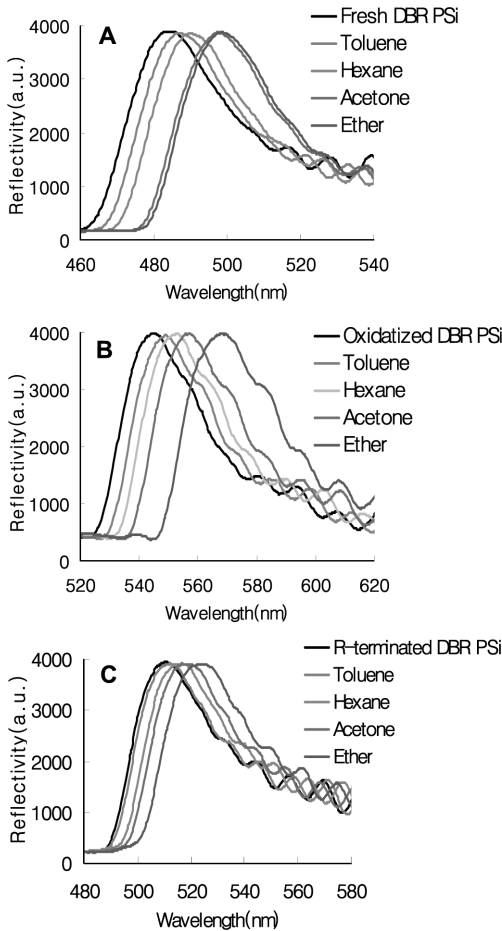 A
Fresh DBR PSi
Toluene
Hexane
Acetone
Ether
Reflectivity(a.u.)
4000
3000
2000
1000
0
460 480 500 520 540
Wavelength(nm)
B
Oxidatized DBR PSi
Toluene
Hexane
Acetone
Ether
Reflectivity(a.u.)
4000
3000
2000
1000
0
520 540 560 580 600 620
Wavelength(nm)
C
R-terminated DBR PSi
Toluene
Hexane
Acetone
Ether
Reflectivity(a.u.)
4000
3000
2000
1000
0
480 500 520 540 560 580
Wavelength(nm)